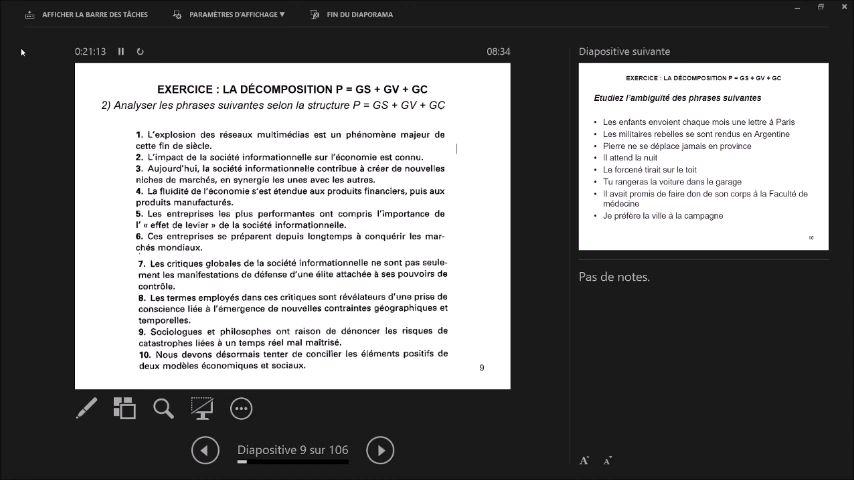 AFFICHER LA BARRE DES TÂCHES
PARAMÈTRES D'AFFICHAGE ▼
FIN DU DIAPORAMA
0:21:13
08:34
EXERCICE : LA DÉCOMPOSITION P = GS + GV + GC
2) Analyser les phrases suivantes selon la structure P = GS + GV + GC
1. L'explosion des réseaux multimédias est un phénomène majeur de
cette fin de siècle.
2. L'impact de la société informationnelle sur l'économie est connu.
3. Aujourd'hui, la société informationnelle contribue à créer de nouvelles
niches de marchés, en synergie les unes avec les autres.
4. La fluidité de l'économie s'est étendue aux produits financiers, puis aux
produits manufacturés.
5. Les entreprises les plus performantes ont compris l'importance de
l' « effet de levier » de la société informationnelle.
6. Ces entreprises se préparent depuis longtemps à conquérir les mar-
chés mondiaux.
7. Les critiques globales de la société informationnelle ne sont pas seule-
ment les manifestations de défense d'une élite attachée à ses pouvoirs de
contrôle.
8. Les termes employés dans ces critiques sont révélateurs d'une prise de
conscience liée à l'émergence de nouvelles contraintes géographiques et
temporelles.
9. Sociologues et philosophes ont raison de dénoncer les risques de
catastrophes liées à un temps réel mal maîtrisé.
10. Nous devons désormais tenter de concilier les éléments positifs de
deux modèles économiques et sociaux.
9
Diapositive 9 sur 106
Diapositive suivante
EXERCICE : LA DÉCOMPOSITION P = GS + GV + GC
Etudiez l'ambiguïté des phrases suivantes
• Les enfants envoient chaque mois une lettre à Paris
• Les militaires rebelles se sont rendus en Argentine
• Pierre ne se déplace jamais en province
• Il attend la nuit
• Le forcené tirait sur le toit
• Tu rangeras la voiture dans le garage
• Il avait promis de faire don de son corps à la Faculté de
médecine
• Je préfère la ville à la campagne
Pas de notes.
A A